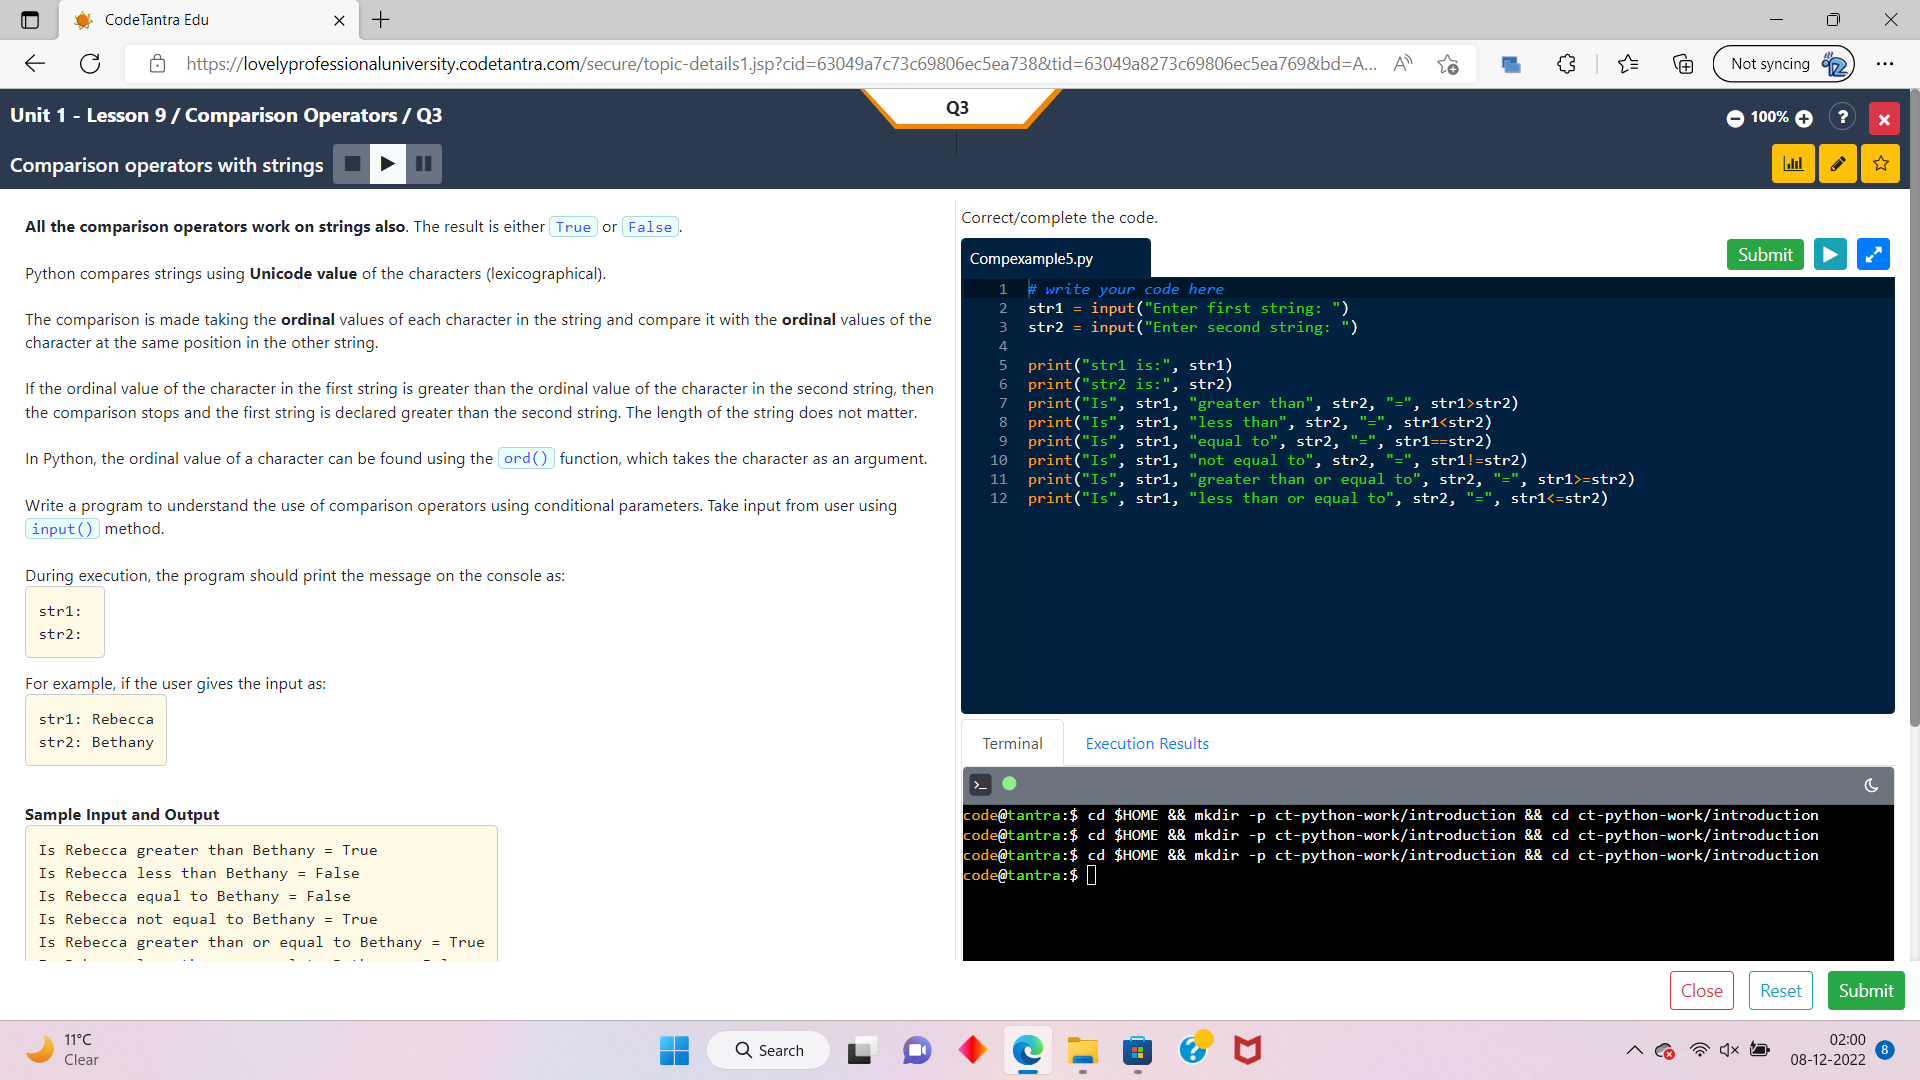 CodeTantra Edu
https://lovelyprofessionaluniversity.codetantra.com/secure/topic-details1.jsp?cid=63049a7c73c69806ec5ea738&tid=63049a8273c69806ec5ea769&bd=A...
Not syncing
Unit 1 - Lesson 9 / Comparison Operators / Q3
Q3
100%
?
Comparison operators with strings
All the comparison operators work on strings also. The result is either True or False.
Python compares strings using Unicode value of the characters (lexicographical).
The comparison is made taking the ordinal values of each character in the string and compare it with the ordinal values of the
character at the same position in the other string.
If the ordinal value of the character in the first string is greater than the ordinal value of the character in the second string, then
the comparison stops and the first string is declared greater than the second string. The length of the string does not matter.
In Python, the ordinal value of a character can be found using the ord() function, which takes the character as an argument.
Write a program to understand the use of comparison operators using conditional parameters. Take input from user using
input() method.
During execution, the program should print the message on the console as:
str1:
str2:
For example, if the user gives the input as:
str1: Rebecca
str2: Bethany
Sample Input and Output
Is Rebecca greater than Bethany = True
Is Rebecca less than Bethany = False
Is Rebecca equal to Bethany = False
Is Rebecca not equal to Bethany = True
Is Rebecca greater than or equal to Bethany = True
Correct/complete the code.
Compexample5.py
Submit
1 # write your code here
2 str1 = input("Enter first string: ")
3 str2 = input("Enter second string: ")
4
5 print("str1 is:", str1)
6 print("str2 is:", str2)
7 print("Is", str1, "greater than", str2, "=", str1>str2)
8 print("Is", str1, "less than", str2, "=", str1<str2)
9 print("Is", str1, "equal to", str2, "=", str1==str2)
10 print("Is", str1, "not equal to", str2, "=", str1!=str2)
11 print("Is", str1, "greater than or equal to", str2, "=", str1>=str2)
12 print("Is", str1, "less than or equal to", str2, "=", str1<=str2)
Terminal
Execution Results
code@tantra:$ cd $HOME && mkdir -p ct-python-work/introduction && cd ct-python-work/introduction
code@tantra:$ cd $HOME && mkdir -p ct-python-work/introduction && cd ct-python-work/introduction
code@tantra:$ cd $HOME && mkdir -p ct-python-work/introduction && cd ct-python-work/introduction
code@tantra:$
Close
Reset
Submit
11°C
Clear
Search
02:00
08-12-2022
8